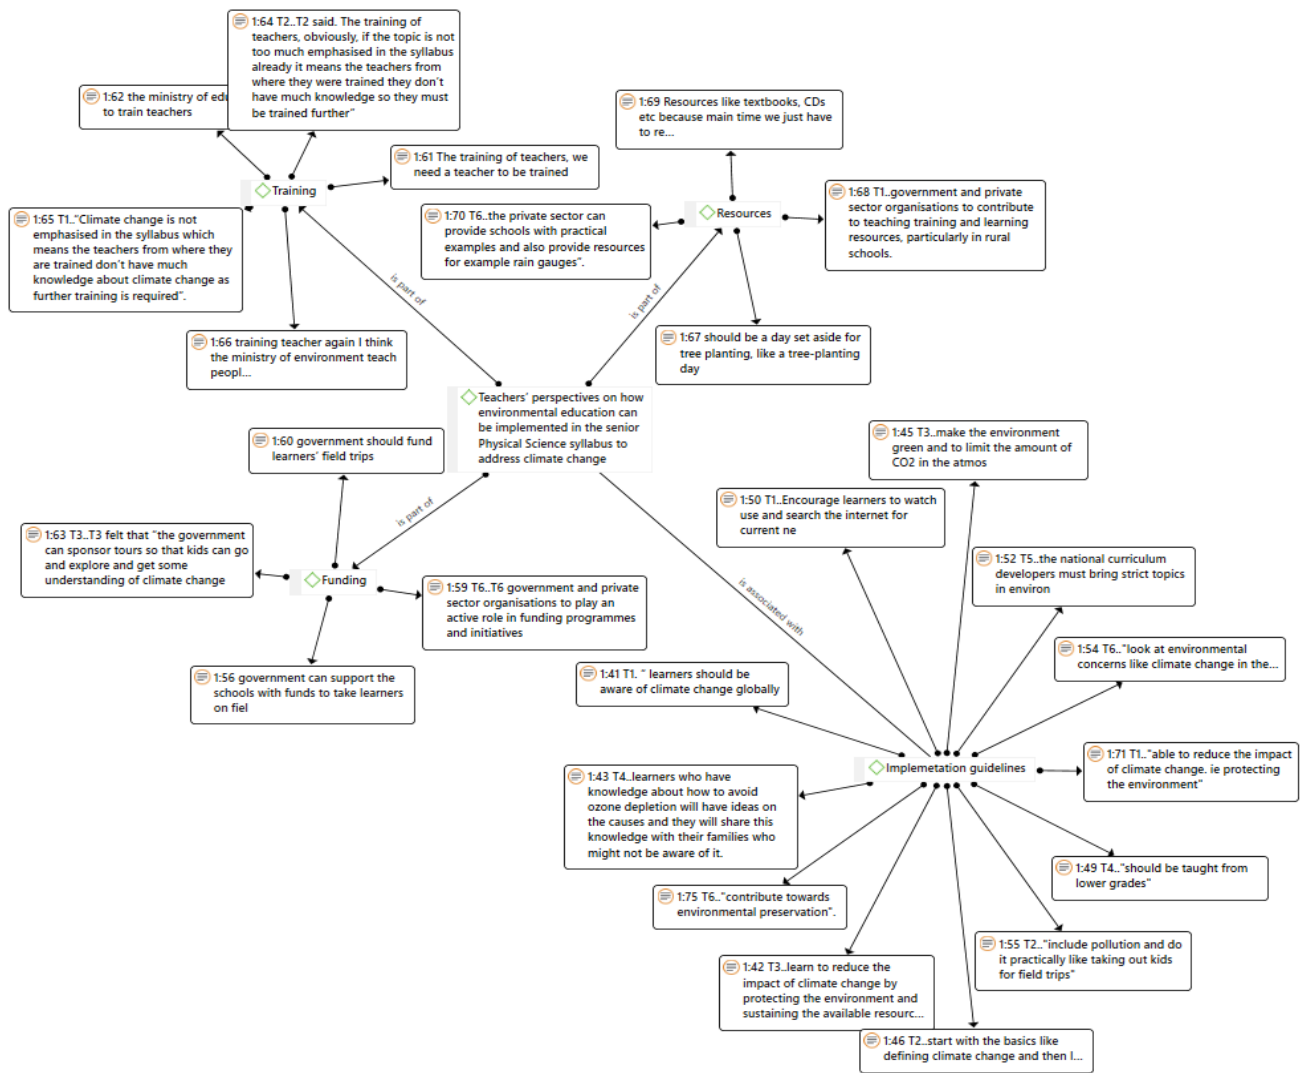 1:64 T2..T2 said. The training of
teachers, obviously, if the topic is not
too much emphasised in the syllabus
already it means the teachers from
where they were trained they don't
have much knowledge so they must
be trained further"
1:62 the ministry of edu
to train teachers
1:61 The training of teachers, we
need a teacher to be trained
Training
1:65 T1.."Climate change is not
emphasised in the syllabus which
means the teachers from where they
are trained don't have much
knowledge about climate change as
further training is required".
1:66 training teacher again I think
the ministry of environment teach
peopl...
1:69 Resources like textbooks, CDs
etc because main time we just have
to re...
1:68 T1..government and private
sector organisations to contribute
to teaching training and learning
resources, particularly in rural
schools.
Resources
1:70 T6..the private sector can
provide schools with practical
examples and also provide resources
for example rain gauges".
1:67 should be a day set aside for
tree planting, like a tree-planting
day
is part of
is part of
Teachers' perspectives on how
environmental education can
be implemented in the senior
Physical Science syllabus to
address climate change
is part of
is associated with
1:60 government should fund
learners' field trips
1:63 T3..T3 felt that "the government
can sponsor tours so that kids can go
and explore and get some
understanding of climate change
Funding
1:59 T6..T6 government and private
sector organisations to play an
active role in funding programmes
and initiatives
1:56 government can support the
schools with funds to take learners
on fiel
1:45 T3..make the environment
green and to limit the amount of
CO2 in the atmos
1:50 T1..Encourage learners to watch
use and search the internet for
current ne
1:52 T5..the national curriculum
developers must bring strict topics
in environ
1:54 T6.."look at environmental
concerns like climate change in the...
1:41 T1. " learners should be
aware of climate change globally
Implemetation guidelines
1:71 T1.."able to reduce the impact
of climate change. ie protecting
the environment"
1:43 T4..learners who have
knowledge about how to avoid
ozone depletion will have ideas on
the causes and they will share this
knowledge with their families who
might not be aware of it.
1:49 T4.."should be taught from
lower grades"
1:75 T6.."contribute towards
environmental preservation".
1:55 T2.."include pollution and do
it practically like taking out kids
for field trips"
1:42 T3..learn to reduce the
impact of climate change by
protecting the environment and
sustaining the available resourc...
1:46 T2..start with the basics like
defining climate change and then l...